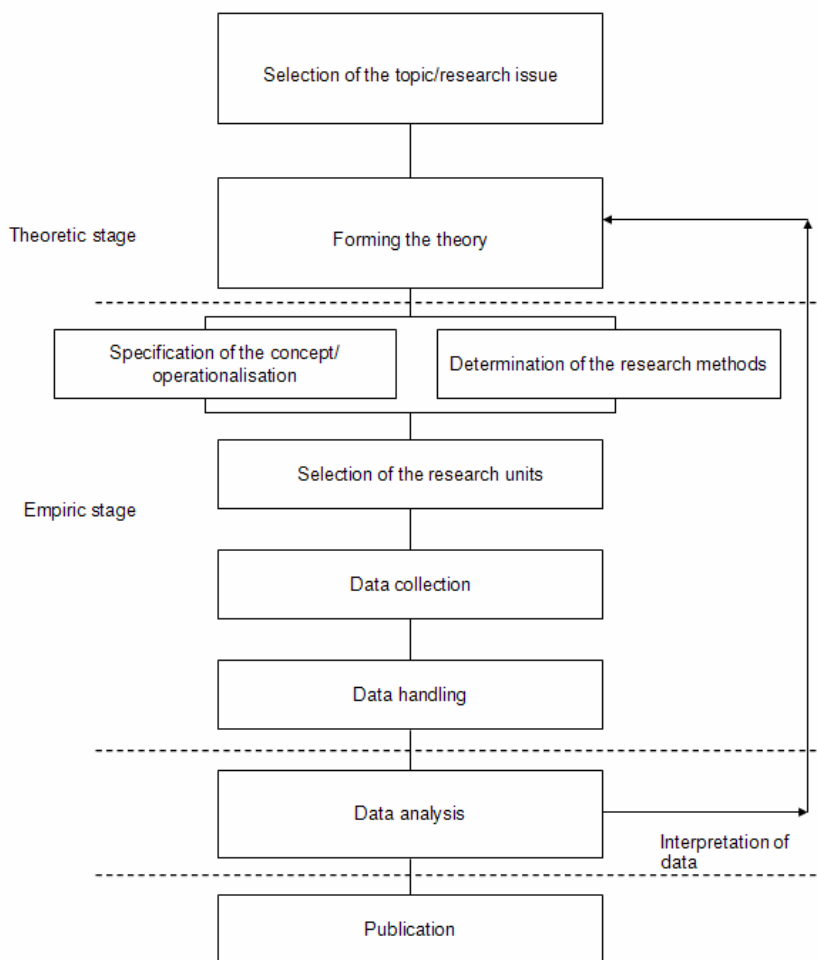 Selection of the topic/research issue
Theoretic stage
Forming the theory
Specification of the concept/
operationalisation
Determination of the research methods
Selection of the research units
Empiric stage
Data collection
Data handling
Data analysis
Interpretation of
data
Publication